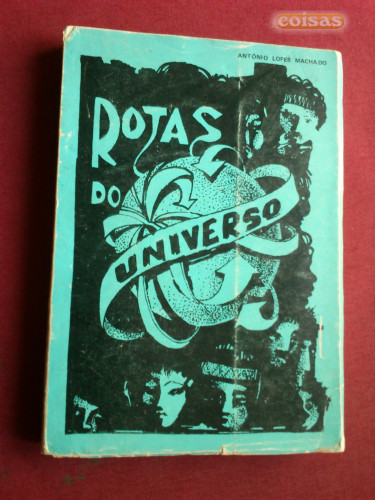 coisas
ANTÓNIO LOPES MACHADO
ROTAS
DO
UNIVERSO